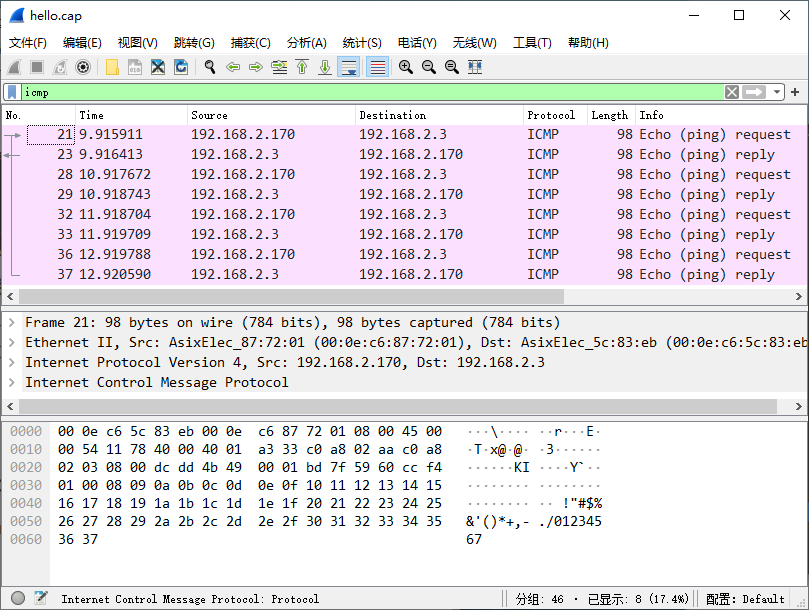 hello.cap
文件(F) 编辑(E) 视图(V) 跳转(G) 捕获(C) 分析(A) 统计(S) 电话(Y) 无线(W) 工具(T) 帮助(H)
icmp
No. Time Source Destination Protocol Length Info
21 9.915911 192.168.2.170 192.168.2.3 ICMP 98 Echo (ping) request
23 9.916413 192.168.2.3 192.168.2.170 ICMP 98 Echo (ping) reply
28 10.917672 192.168.2.170 192.168.2.3 ICMP 98 Echo (ping) request
29 10.918743 192.168.2.3 192.168.2.170 ICMP 98 Echo (ping) reply
32 11.918704 192.168.2.170 192.168.2.3 ICMP 98 Echo (ping) request
33 11.919709 192.168.2.3 192.168.2.170 ICMP 98 Echo (ping) reply
36 12.919788 192.168.2.170 192.168.2.3 ICMP 98 Echo (ping) request
37 12.920590 192.168.2.3 192.168.2.170 ICMP 98 Echo (ping) reply
Frame 21: 98 bytes on wire (784 bits), 98 bytes captured (784 bits)
Ethernet II, Src: AsixElec_87:72:01 (00:0e:c6:87:72:01), Dst: AsixElec_5c:83:eb (00:0e:c6:5c:83:eb
Internet Protocol Version 4, Src: 192.168.2.170, Dst: 192.168.2.3
Internet Control Message Protocol
0000 00 0e c6 5c 83 eb 00 0e c6 87 72 01 08 00 45 00 ···\···· ··r···E·
0010 00 54 11 78 40 00 40 01 a3 33 c0 a8 02 aa c0 a8 ·T·x@·@· ·3······
0020 02 03 08 00 dc dd 4b 49 00 01 bd 7f 59 60 cc f4 ······KI ····Y`··
0030 01 00 08 09 0a 0b 0c 0d 0e 0f 10 11 12 13 14 15 ········ ········
0040 16 17 18 19 1a 1b 1c 1d 1e 1f 20 21 22 23 24 25 ········ ·· !"#$%
0050 26 27 28 29 2a 2b 2c 2d 2e 2f 30 31 32 33 34 35 &'()*+,- ./012345
0060 36 37 67
Internet Control Message Protocol: Protocol 分组: 46 · 已显示: 8 (17.4%) 配置: Default